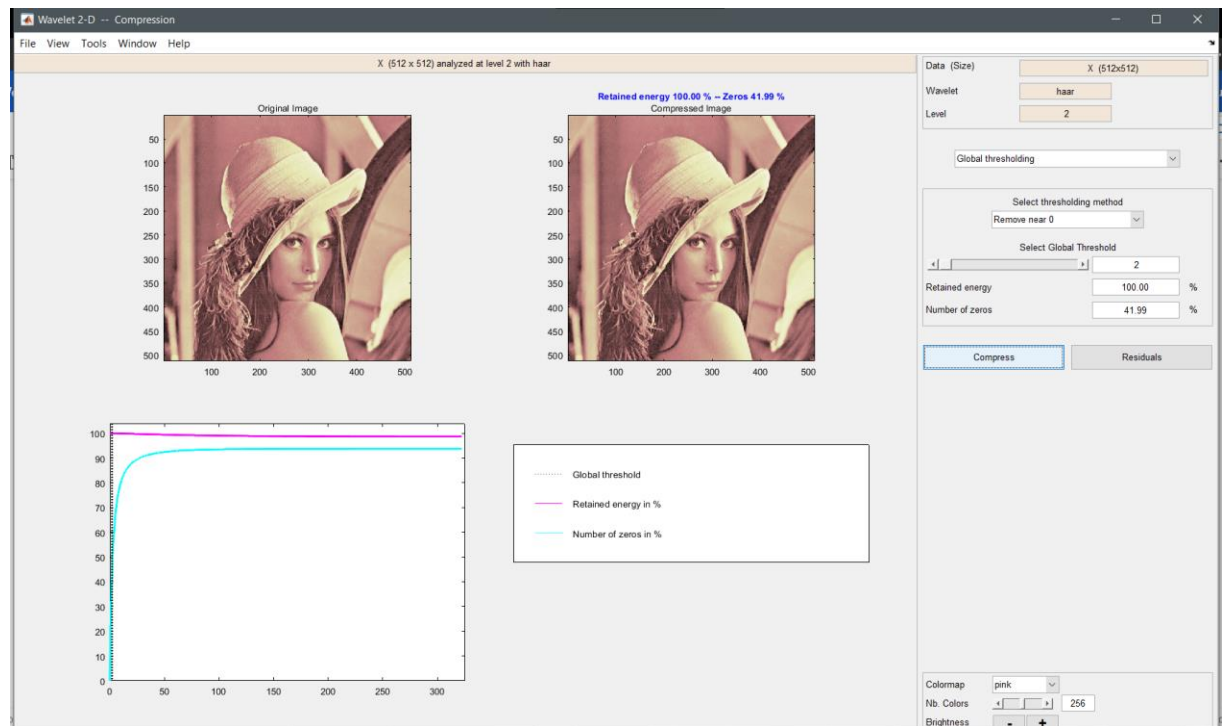 Wavelet 2-D -- Compression
File View Tools Window Help
X (512 x 512) analyzed at level 2 with haar
Retained energy 100.00 % -- Zeros 41.99 %
Original Image
50
100
150
200
250
300
350
400
450
500
100 200 300 400 500
Compressed Image
50
100
150
200
250
300
350
400
450
500
100 200 300 400 500
100
90
80
70
60
50
40
30
20
10
0
0 50 100 150 200 250 300
Global threshold
Retained energy in %
Number of zeros in %
Data (Size) X (512x512)
Wavelet haar
Level 2
Global thresholding
Select thresholding method
Remove near 0
Select Global Threshold
2
Retained energy 100.00 %
Number of zeros 41.99 %
Compress Residuals
Colormap pink
Nb. Colors 256
Brightness - +